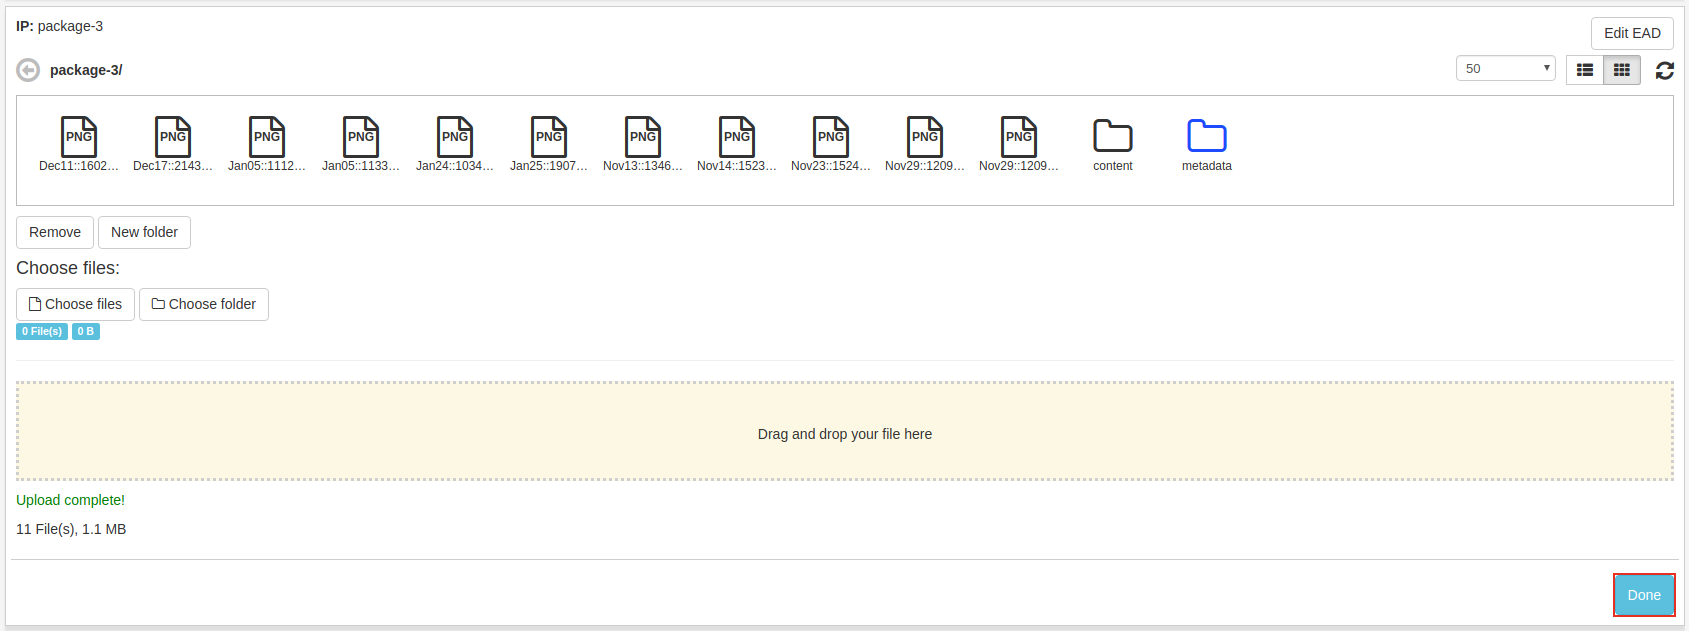 IP: package-3
Edit EAD
package-3/
50
PNG PNG PNG PNG PNG PNG PNG PNG PNG PNG PNG
Dec11::1602... Dec17::2143... Jan05::1112... Jan05::1133... Jan24::1034... Jan25::1907... Nov13::1346... Nov14::1523... Nov23::1524... Nov29::1209... Nov29::1209... content metadata
Remove New folder
Choose files:
Choose files Choose folder
0 File(s) 0 B
Drag and drop your file here
Upload complete!
11 File(s), 1.1 MB
Done